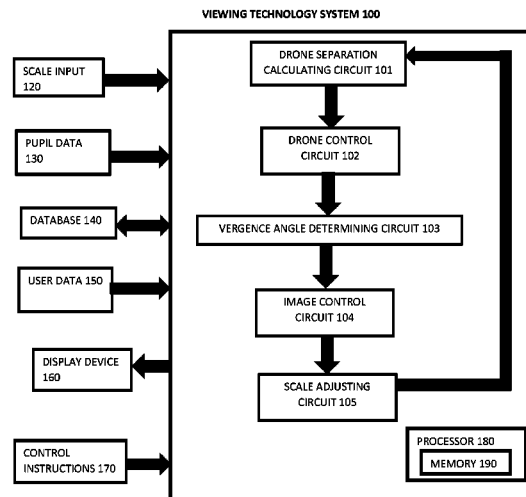 VIEWING TECHNOLOGY SYSTEM 100
SCALE INPUT
120
PUPIL DATA
130
DATABASE 140
USER DATA 150
DISPLAY DEVICE
160
CONTROL
INSTRUCTIONS 170
DRONE SEPARATION
CALCULATING CIRCUIT 101
DRONE CONTROL
CIRCUIT 102
VERGENCE ANGLE DETERMINING CIRCUIT 103
IMAGE CONTROL
CIRCUIT 104
SCALE ADJUSTING
CIRCUIT 105
PROCESSOR 180
MEMORY 190